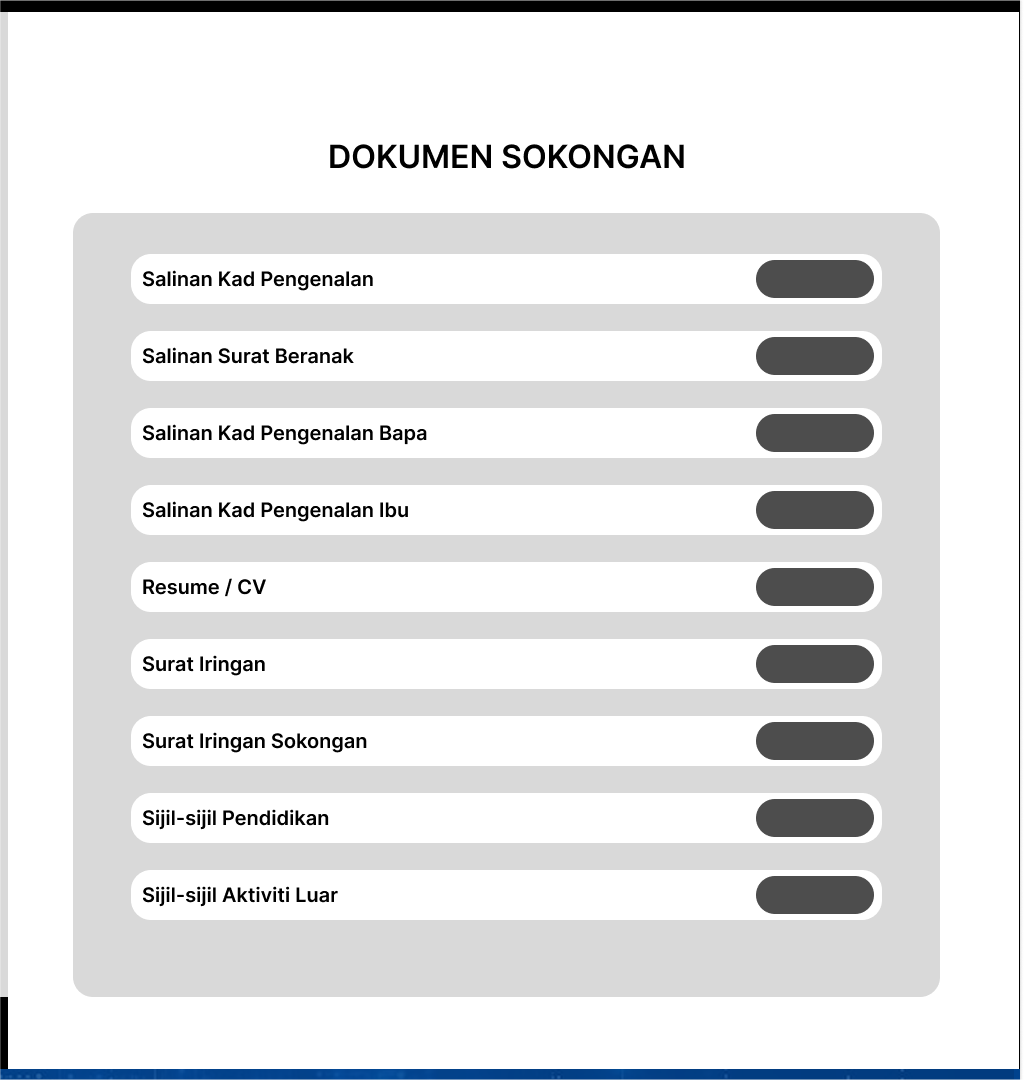 DOKUMEN SOKONGAN
Salinan Kad Pengenalan
Salinan Surat Beranak
Salinan Kad Pengenalan Bapa
Salinan Kad Pengenalan Ibu
Resume / CV
Surat Iringan
Surat Iringan Sokongan
Sijil-sijil Pendidikan
Sijil-sijil Aktiviti Luar